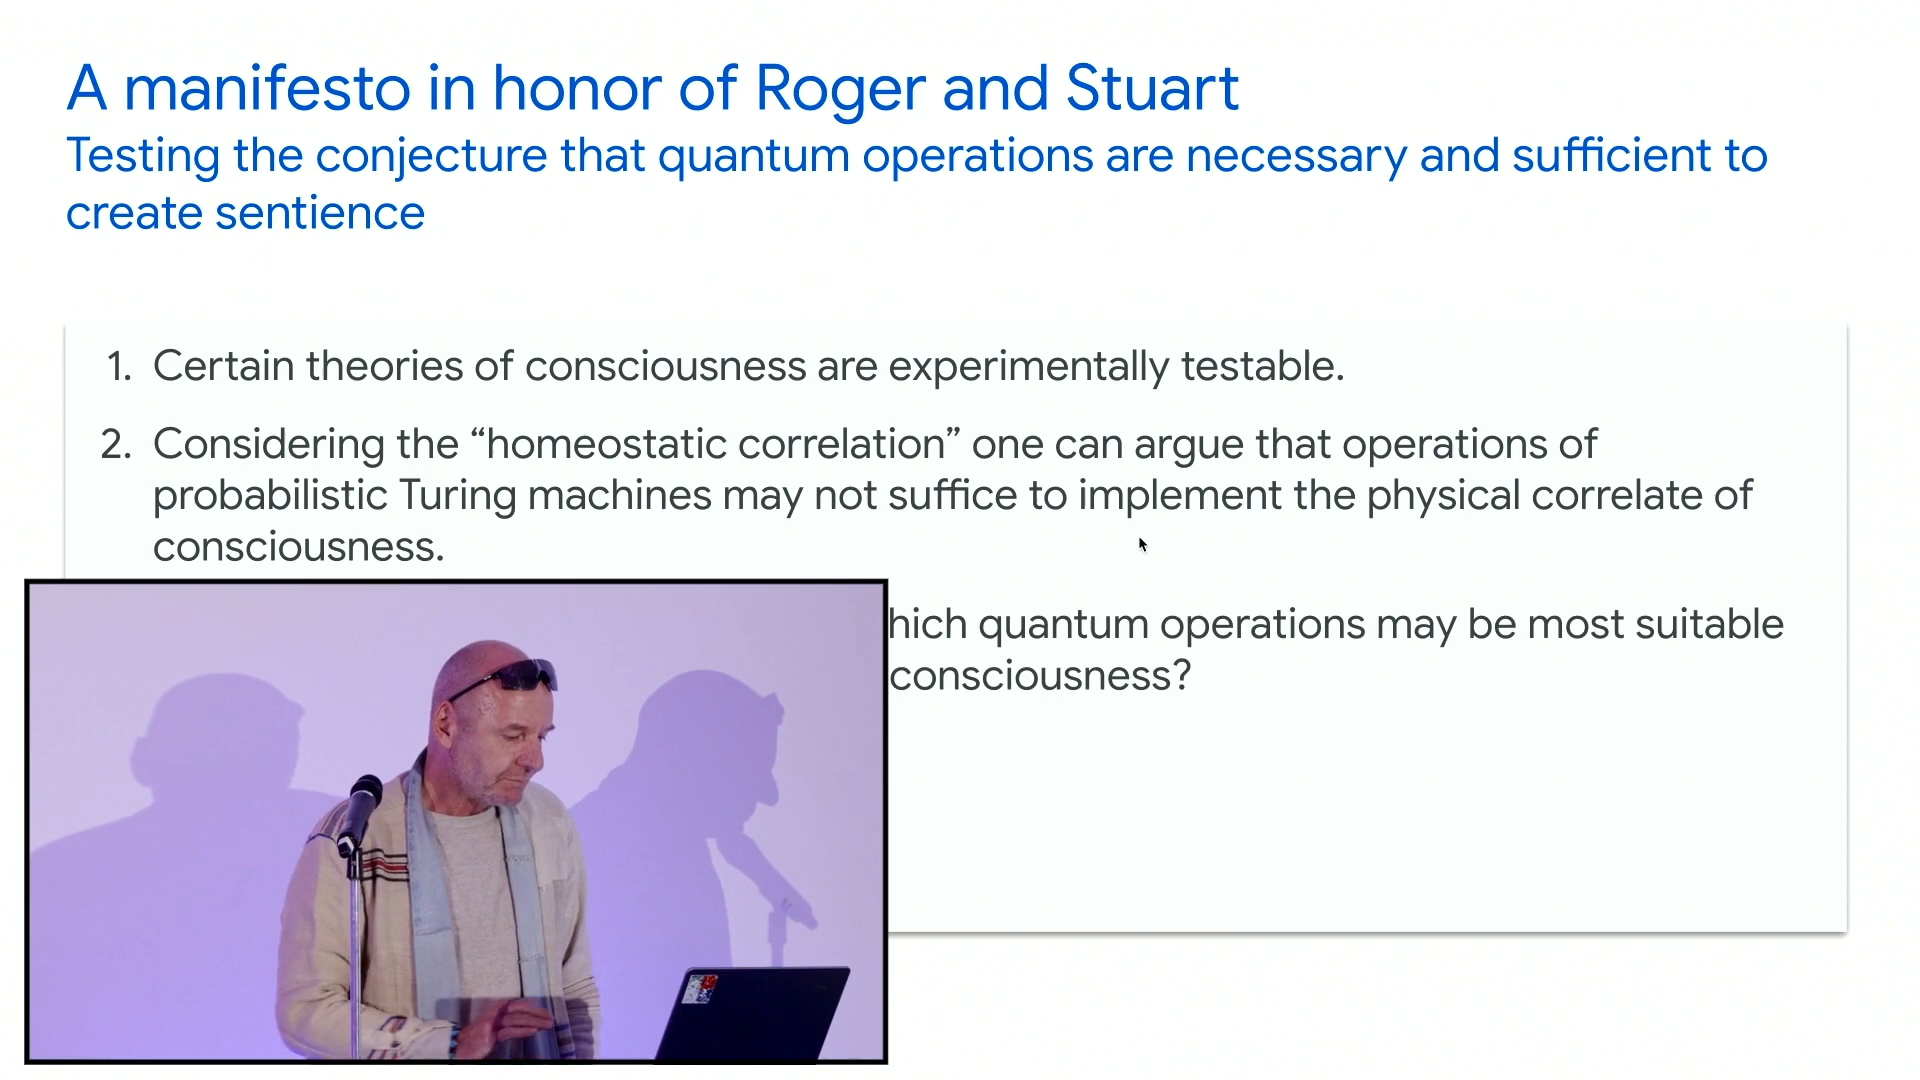 A manifesto in honor of Roger and Stuart
Testing the conjecture that quantum operations are necessary and sufficient to
create sentience
1. Certain theories of consciousness are experimentally testable.
2. Considering the “homeostatic correlation” one can argue that operations of
probabilistic Turing machines may not suffice to implement the physical correlate of
consciousness.
hich quantum operations may be most suitable
consciousness?